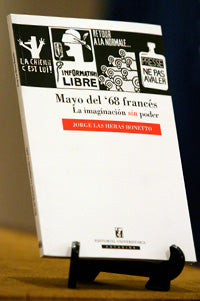 RETOUR
A LA NORMALE...
LA CHIENLIT
C'EST LUI!
INFORMATION
LIBRE
PRESSE
NE PAS
AVALER
Mayo del '68 francés
La imaginación sin poder
JORGE LAS HERAS BONETTO
EDITORIAL UNIVERSITARIA
ESTUDIOS